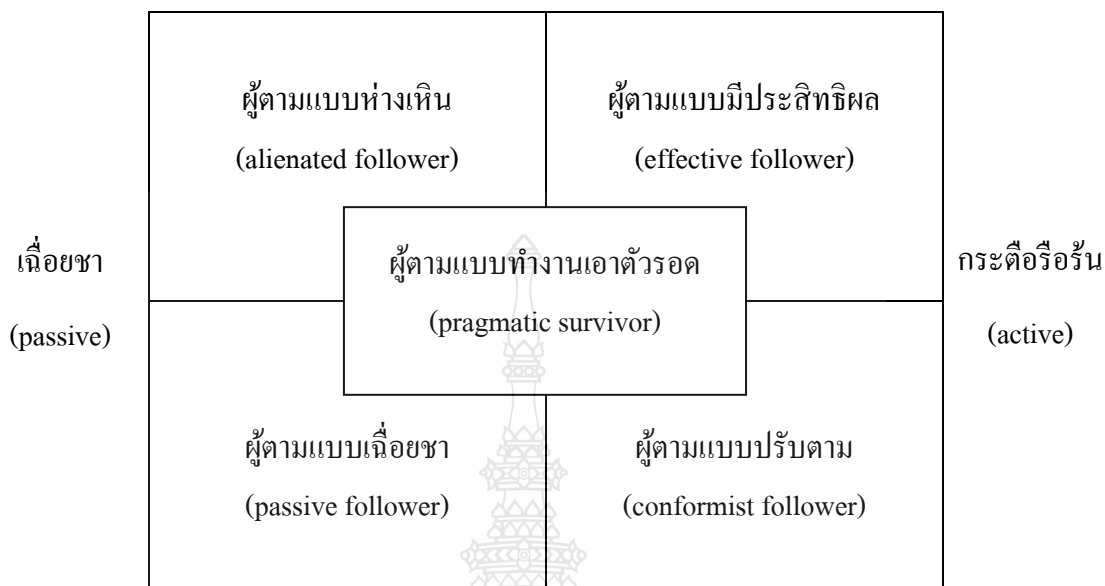 ผู้ตามแบบห่างเหิน
(alienated follower)
ผู้ตามแบบมีประสิทธิผล
(effective follower)
เฉื่อยชา
(passive)
ผู้ตามแบบทำงานเอาตัวรอด
(pragmatic survivor)
กระตือรือร้น
(active)
ผู้ตามแบบเฉื่อยชา
(passive follower)
ผู้ตามแบบปรับตาม
(conformist follower)